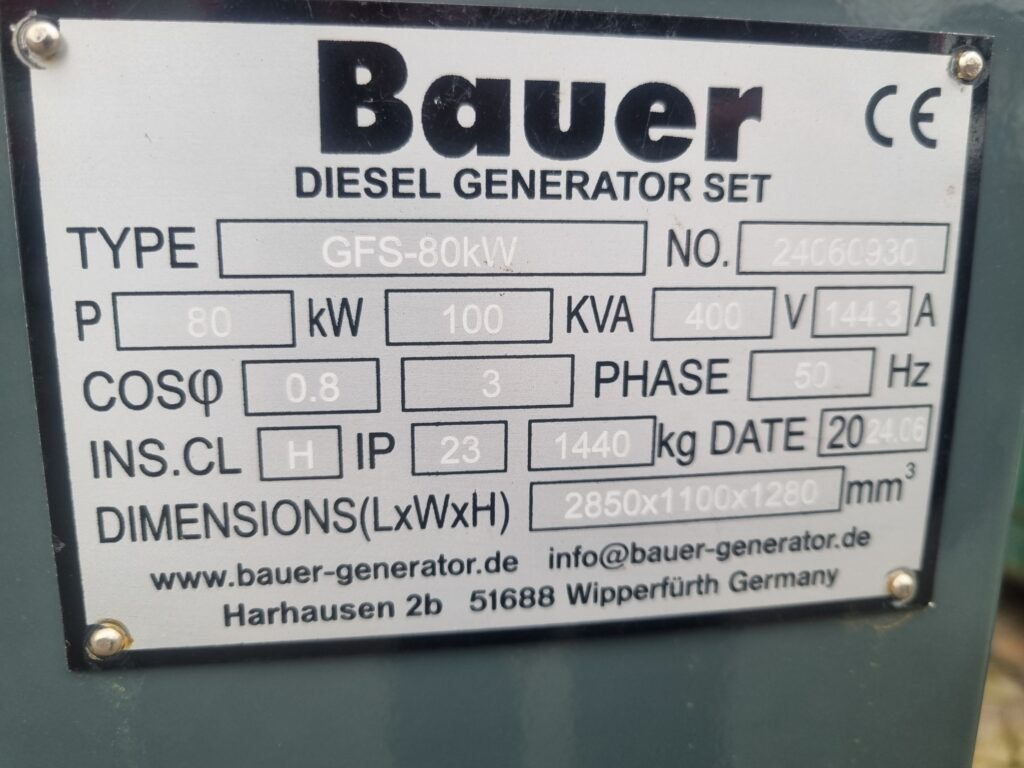 Bauer CE
DIESEL GENERATOR SET
TYPE GFS-80kW NO. 24060930
P 80 kW 100 KVA 400 V 144.3 A
COSφ 0.8 3 PHASE 50 Hz
INS.CL H IP 23 1440 kg DATE 2024.06
DIMENSIONS(LxWxH) 2850x1100x1280 mm³
www.bauer-generator.de info@bauer-generator.de
Harhausen 2b 51688 Wipperfürth Germany